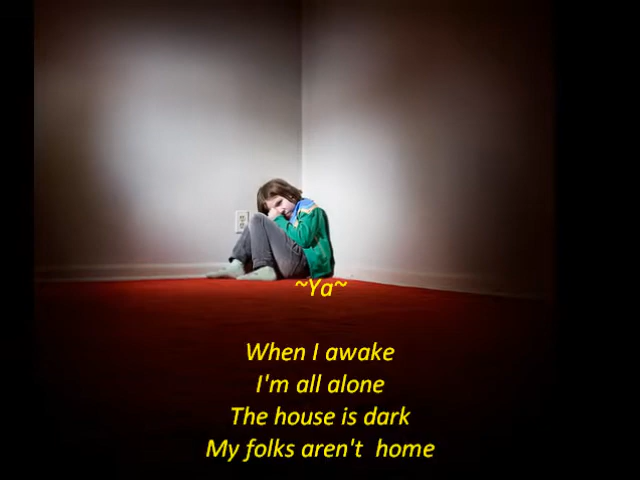 ~Ya~
When I awake
I'm all alone
The house is dark
My folks aren't  home